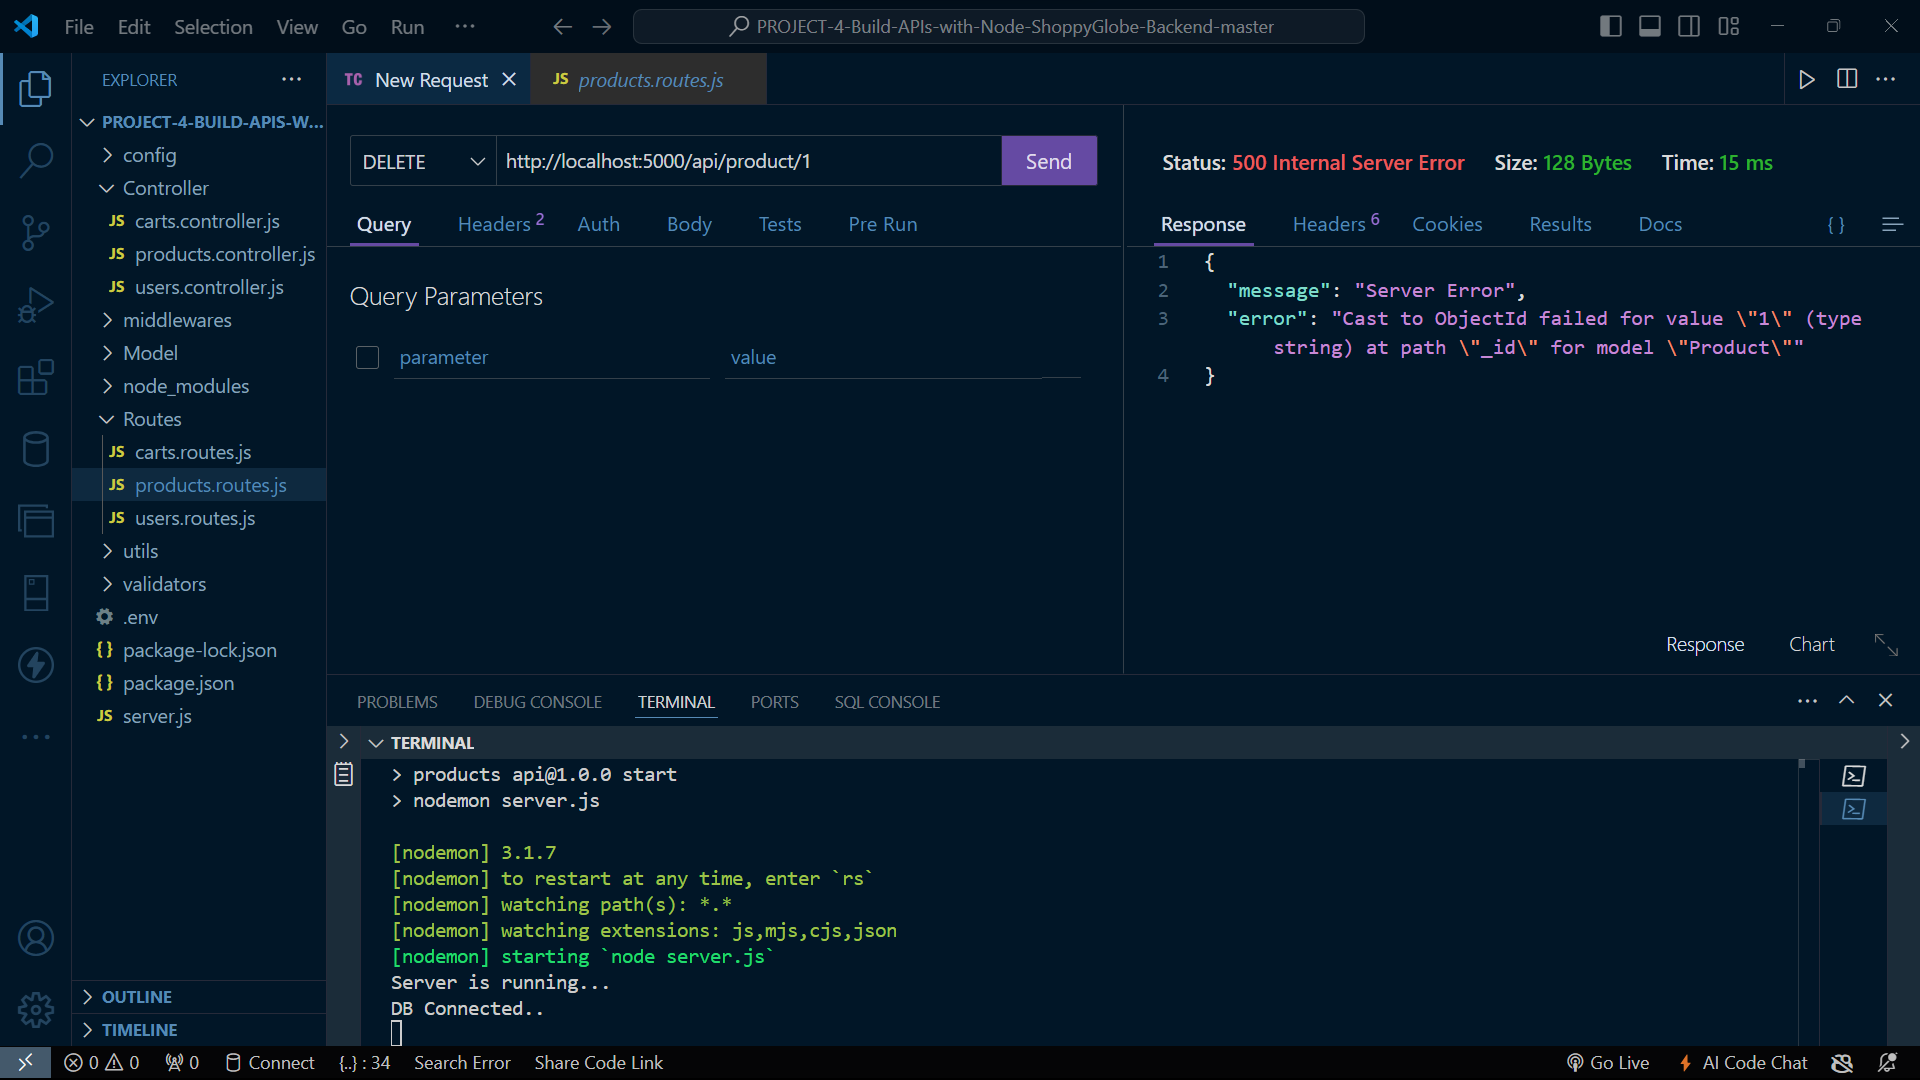 File Edit Selection View Go Run ···
PROJECT-4-Build-APIs-with-Node-ShoppyGlobe-Backend-master
EXPLORER
PROJECT-4-BUILD-APIS-W...
config
Controller
JS carts.controller.js
JS products.controller.js
JS users.controller.js
middlewares
Model
node_modules
Routes
JS carts.routes.js
JS products.routes.js
JS users.routes.js
utils
validators
.env
{} package-lock.json
{} package.json
JS server.js
OUTLINE
TIMELINE
TC New Request
JS products.routes.js
DELETE http://localhost:5000/api/product/1 Send
Query Headers 2 Auth Body Tests Pre Run
Query Parameters
parameter value
Status: 500 Internal Server Error Size: 128 Bytes Time: 15 ms
Response Headers 6 Cookies Results Docs {}
1 {
2 "message": "Server Error",
3 "error": "Cast to ObjectId failed for value \"1\" (type
string) at path \"_id\" for model \"Product\""
4 }
Response Chart
PROBLEMS DEBUG CONSOLE TERMINAL PORTS SQL CONSOLE
TERMINAL
> products api@1.0.0 start
> nodemon server.js
[nodemon] 3.1.7
[nodemon] to restart at any time, enter `rs`
[nodemon] watching path(s): *.*
[nodemon] watching extensions: js,mjs,cjs,json
[nodemon] starting `node server.js`
Server is running...
DB Connected..
0 0 0 Connect {..} : 34 Search Error Share Code Link Go Live AI Code Chat